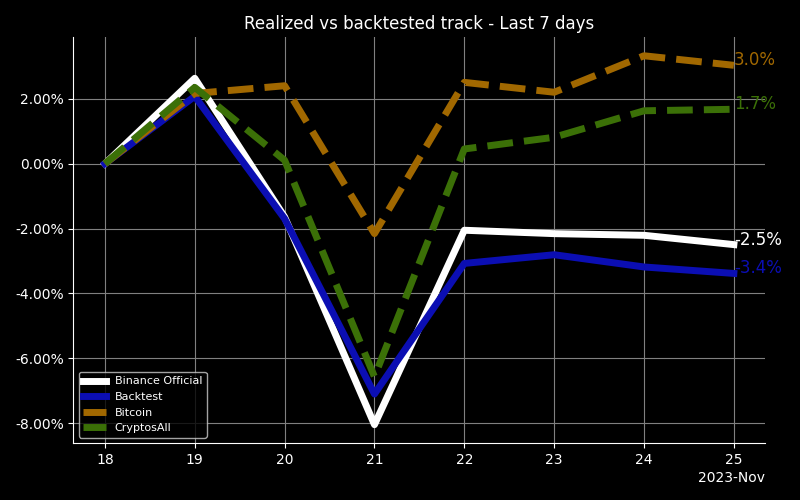 Realized vs backtested track - Last 7 days
2.00%
0.00%
-2.00%
-4.00%
-6.00%
-8.00%
3.0%
1.7%
-2.5%
-3.4%
Binance Official
Backtest
Bitcoin
CryptosAll
18 19 20 21 22 23 24 25
2023-Nov